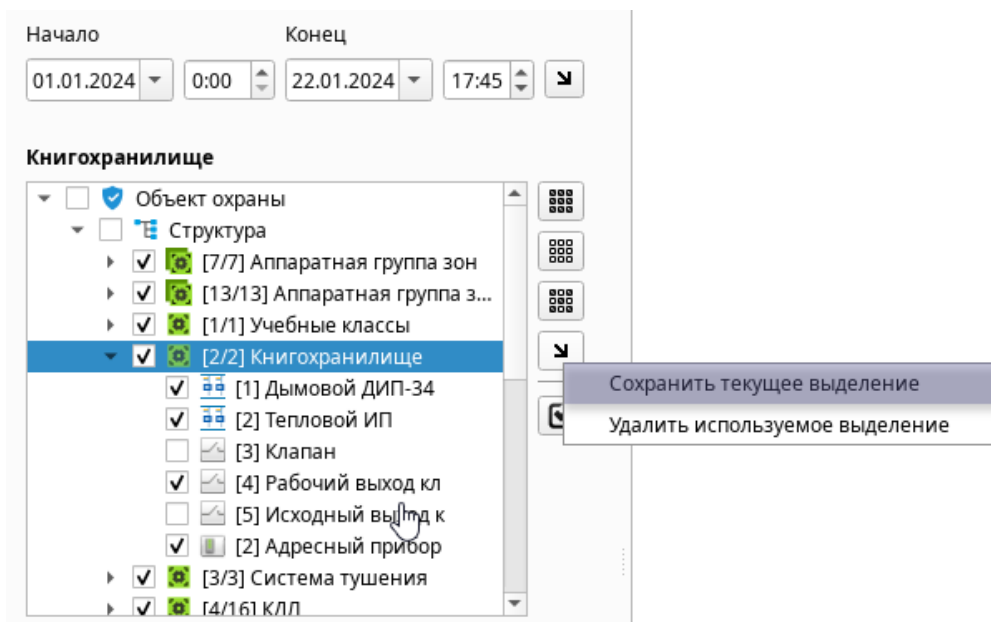 Начало Конец
01.01.2024 0:00 22.01.2024 17:45
Книгохранилище
Объект охраны
Структура
[7/7] Аппаратная группа зон
[13/13] Аппаратная группа з...
[1/1] Учебные классы
[2/2] Книгохранилище
[1] Дымовой ДИП-34
[2] Тепловой ИП
[3] Клапан
[4] Рабочий выход кл
[5] Исходный выход к
[2] Адресный прибор
[3/3] Система тушения
[4/16] КДЛ
Сохранить текущее выделение
Удалить используемое выделение